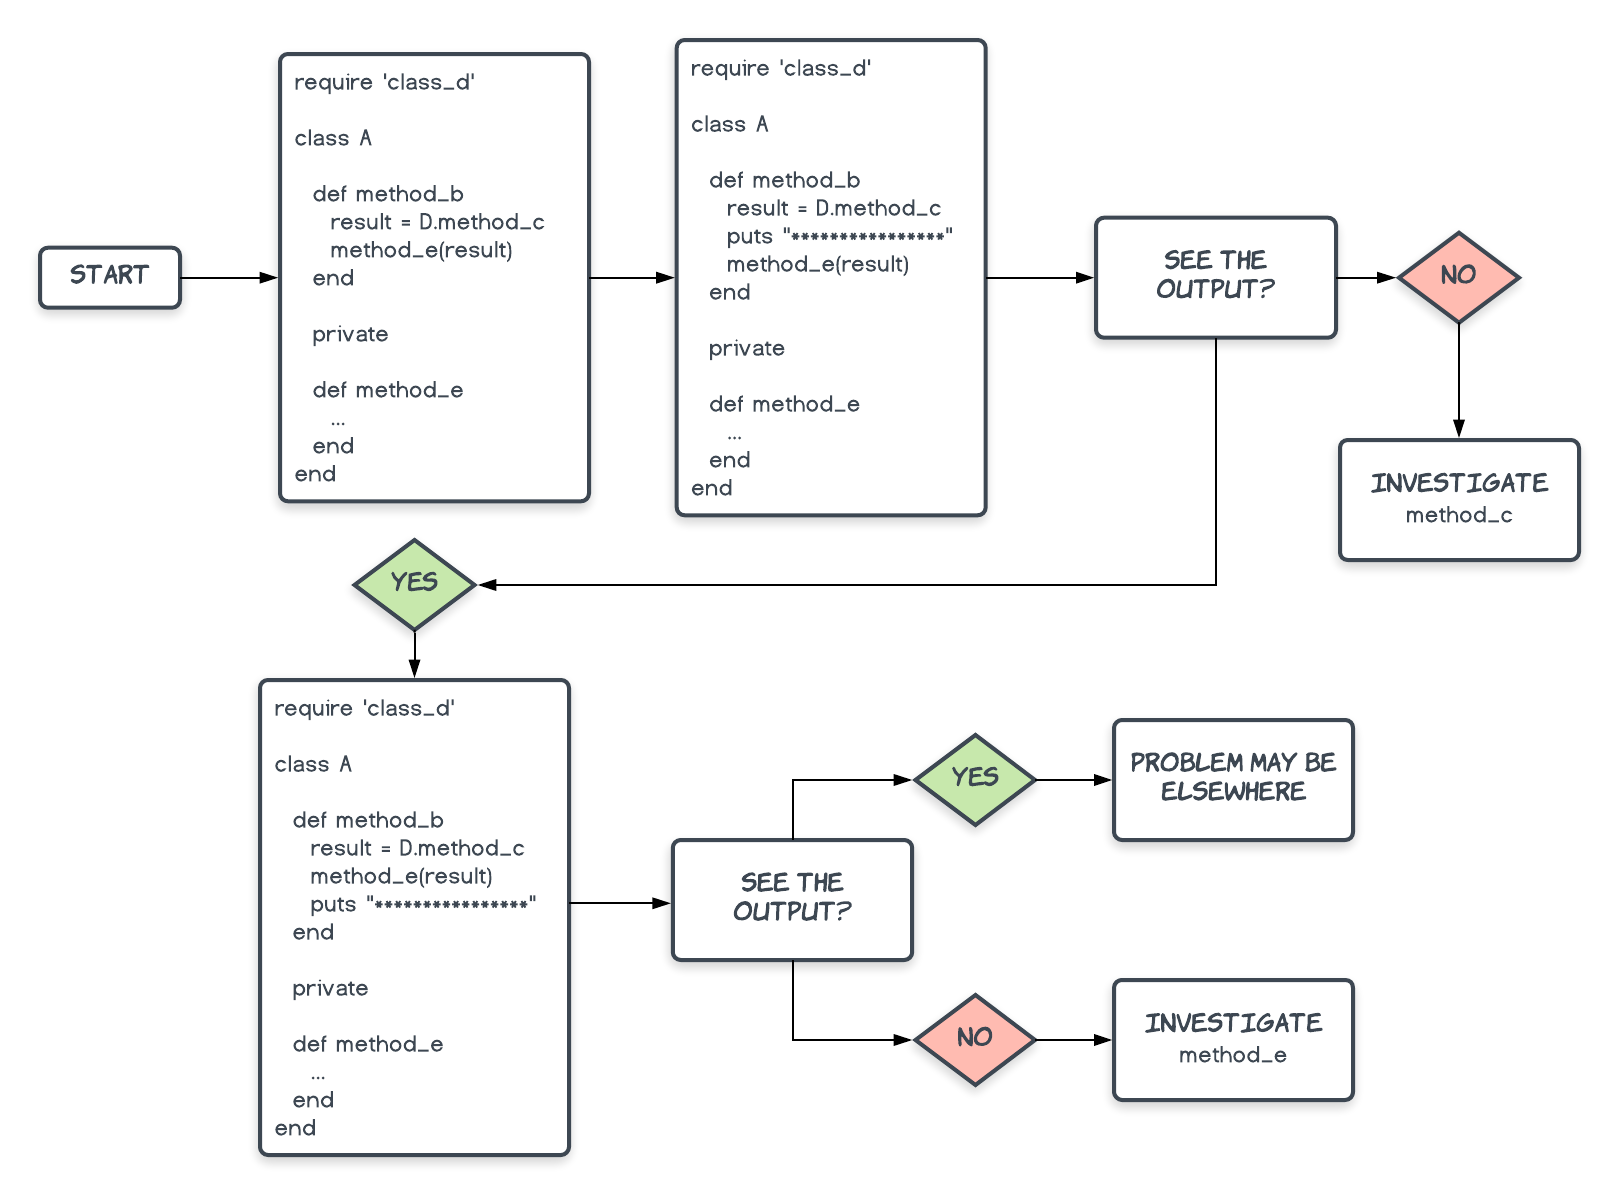 START
require 'class_d'
class A
def method_b
result = D.method_c
method_e(result)
end
private
def method_e
...
end
end
require 'class_d'
class A
def method_b
result = D.method_c
puts "****************"
method_e(result)
end
private
def method_e
...
end
end
SEE THE
OUTPUT?
NO
INVESTIGATE
method_c
YES
require 'class_d'
class A
def method_b
result = D.method_c
method_e(result)
puts "****************"
end
private
def method_e
...
end
end
SEE THE
OUTPUT?
YES
PROBLEM MAY BE
ELSEWHERE
NO
INVESTIGATE
method_e